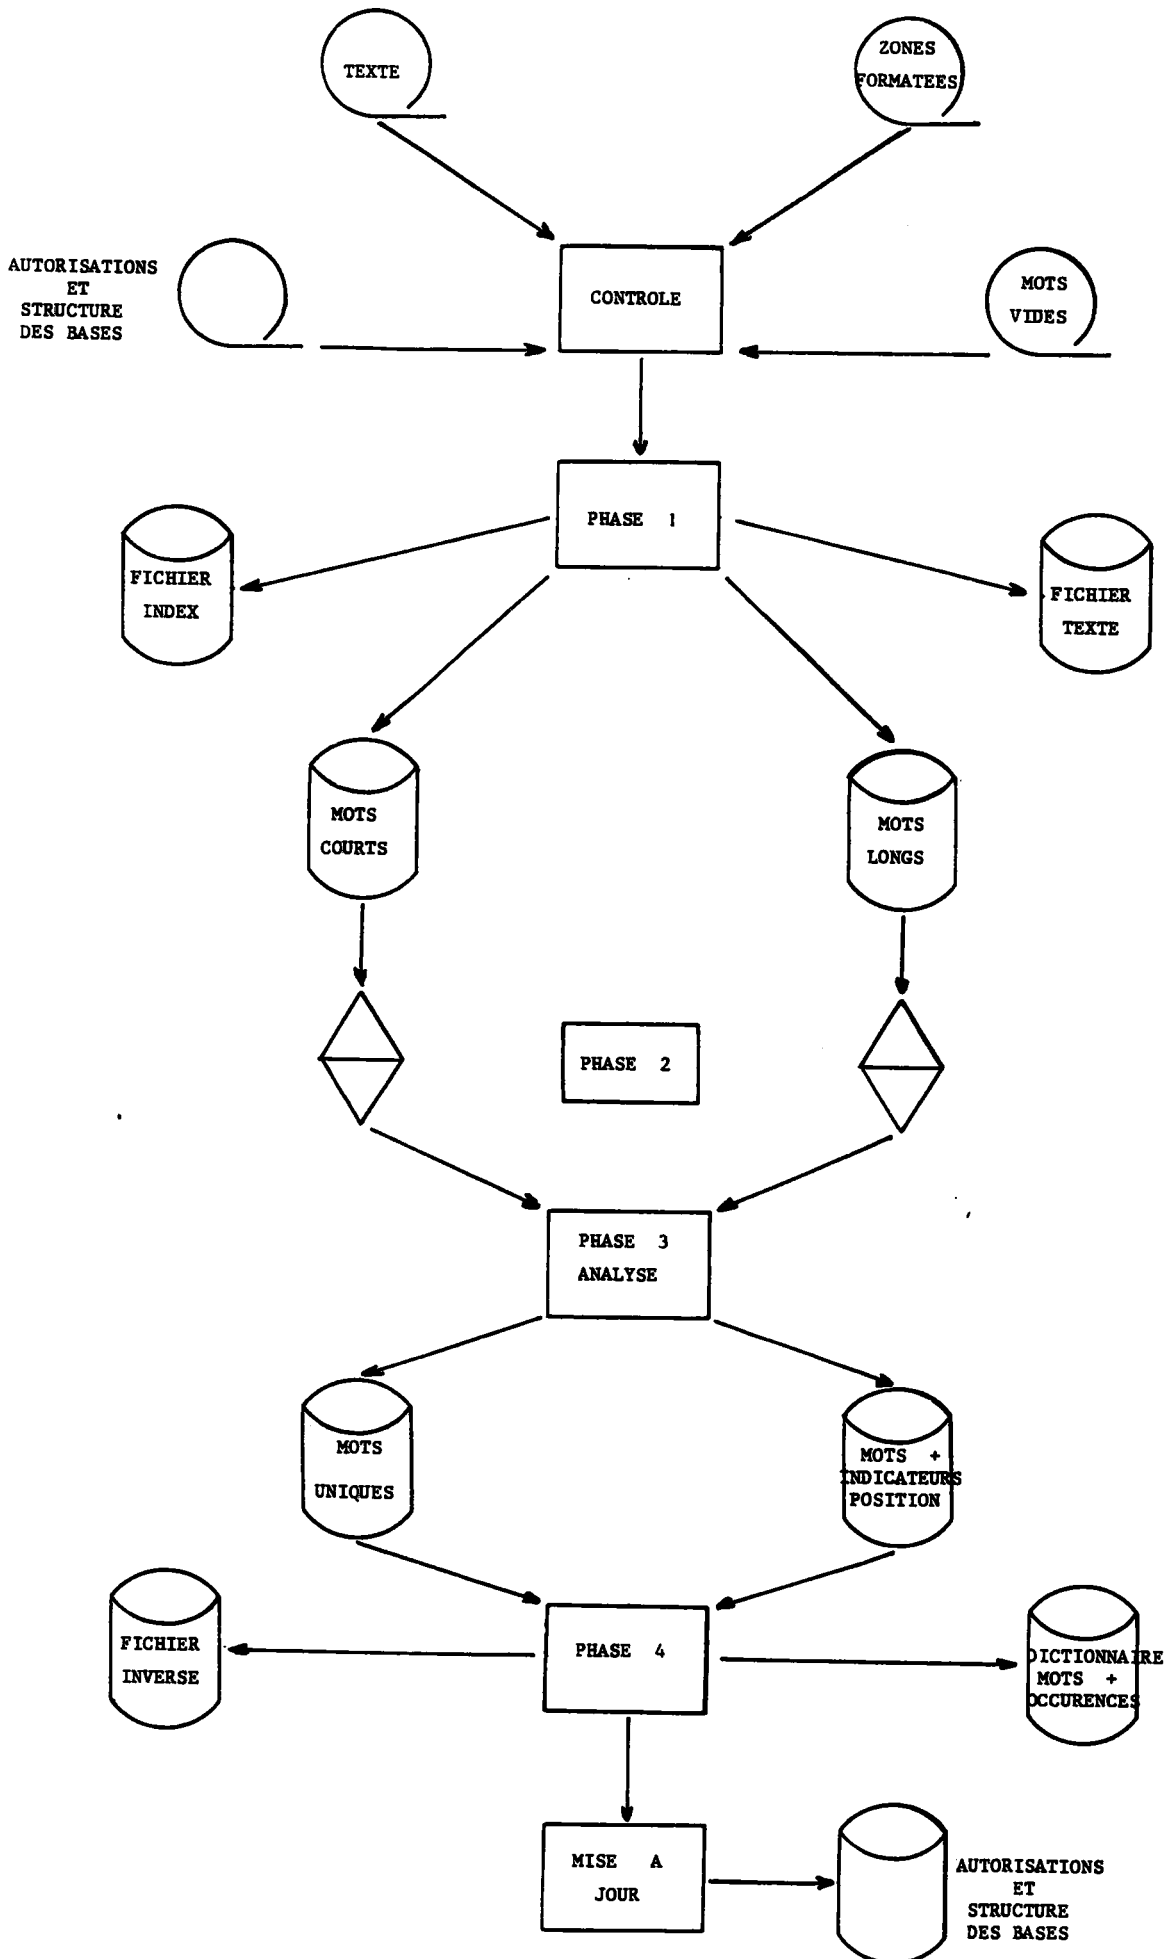 TEXTE
ZONES
FORMATEES
AUTORISATIONS
ET
STRUCTURE
DES BASES
CONTROLE
MOTS
VIDES
PHASE 1
FICHIER
INDEX
FICHIER
TEXTE
MOTS
COURTS
MOTS
LONGS
PHASE 2
PHASE 3
ANALYSE
MOTS
UNIQUES
MOTS +
INDICATEURS
POSITION
FICHIER
INVERSE
PHASE 4
DICTIONNAIRE
MOTS +
OCCURENCES
MISE A
JOUR
AUTORISATIONS
ET
STRUCTURE
DES BASES